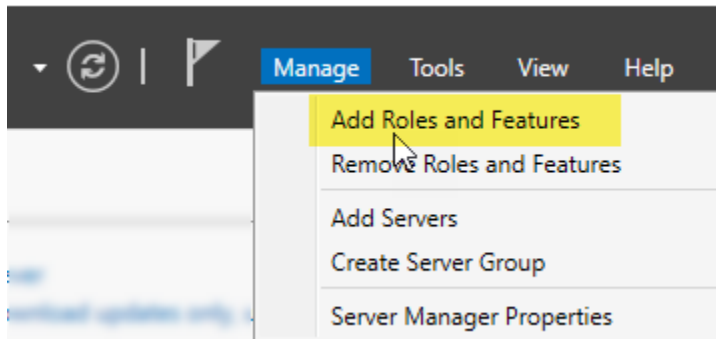 Manage Tools View Help
Add Roles and Features
Remove Roles and Features
Add Servers
Create Server Group
Server Manager Properties